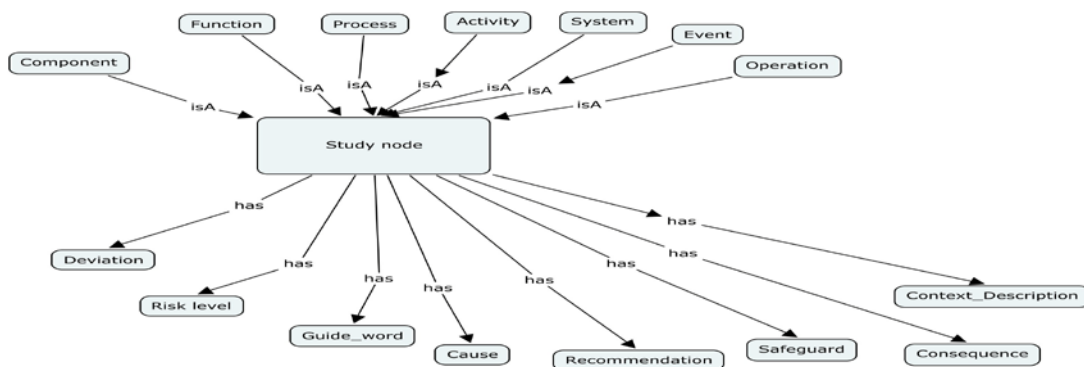 Function
Process
Activity
System
Event
Component
Operation
isA
isA
isA
isA
isA
isA
isA
Study node
has
has
has
has
has
has
has
has
Deviation
Risk level
Guide_word
Cause
Recommendation
Safeguard
Consequence
Context_Description